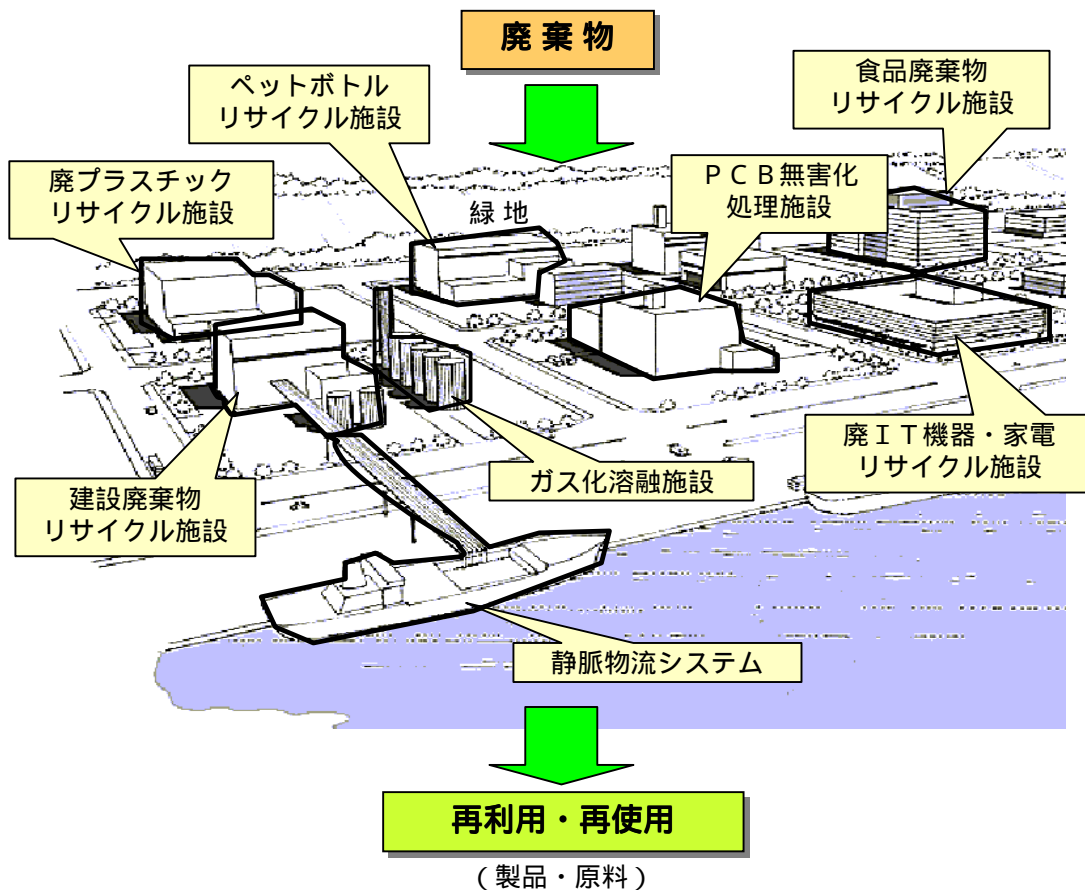 廃 棄 物
ペットボトル
リサイクル施設
食品廃棄物
リサイクル施設
廃プラスチック
リサイクル施設
緑 地
ＰＣＢ無害化
処理施設
廃ＩＴ機器・家電
リサイクル施設
ガス化溶融施設
建設廃棄物
リサイクル施設
静脈物流システム
再利用・再使用
（製品・原料）